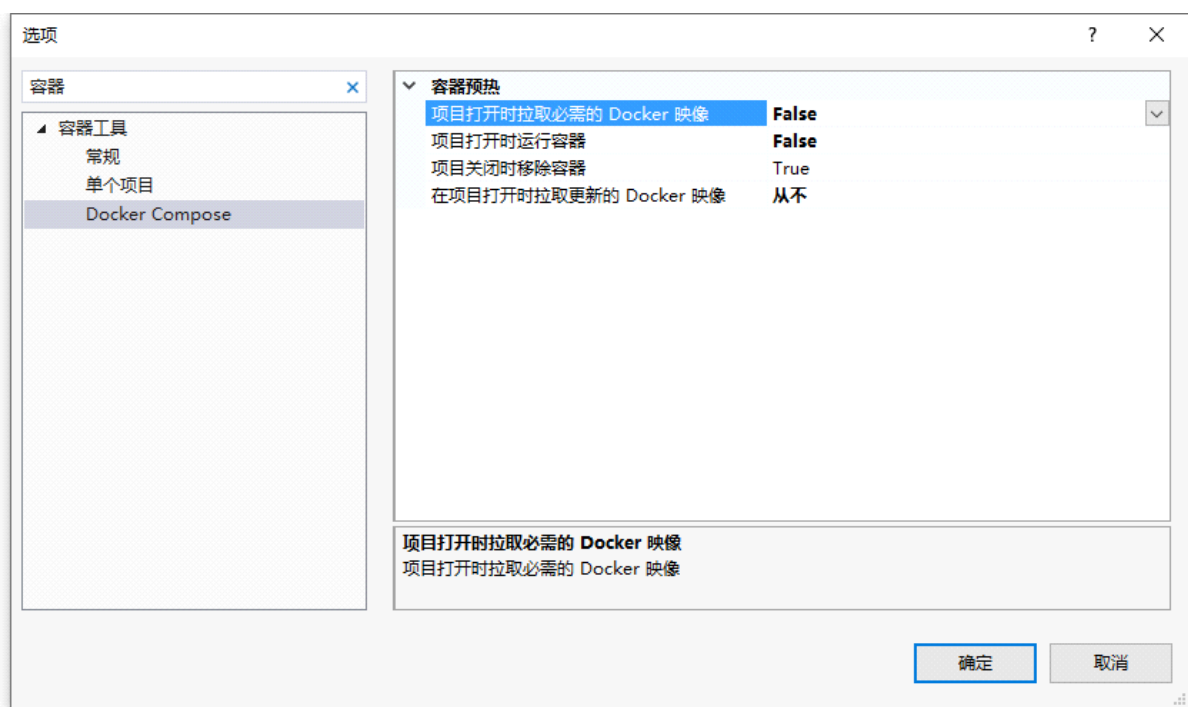 选项
?
容器
容器工具
常规
单个项目
Docker Compose
容器预热
项目打开时拉取必需的 Docker 映像 False
项目打开时运行容器 False
项目关闭时移除容器 True
在项目打开时拉取更新的 Docker 映像 从不
项目打开时拉取必需的 Docker 映像
项目打开时拉取必需的 Docker 映像
确定 取消